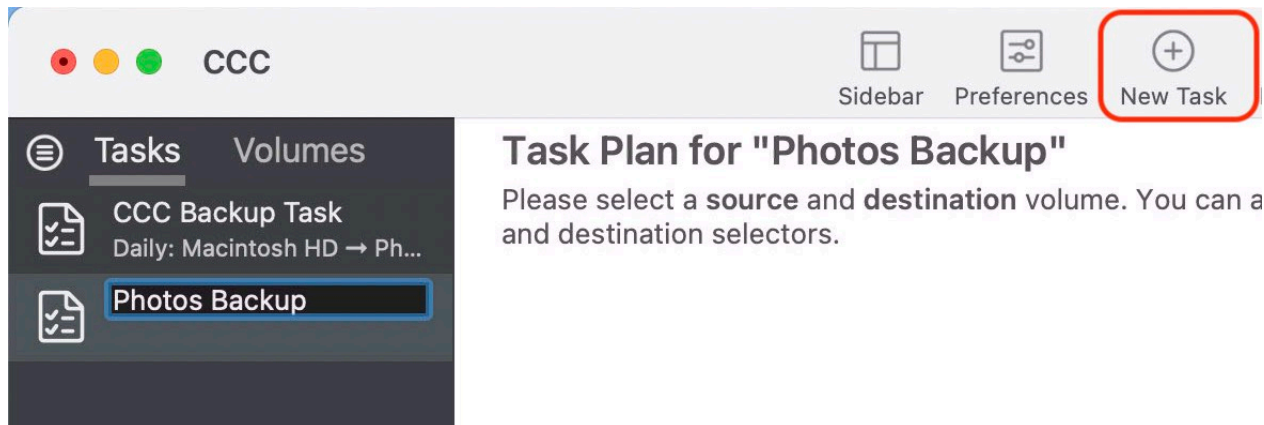 CCC
Sidebar
Preferences
New Task
Tasks
Volumes
CCC Backup Task
Daily: Macintosh HD → Ph...
Photos Backup
Task Plan for "Photos Backup"
Please select a source and destination volume. You can a
and destination selectors.